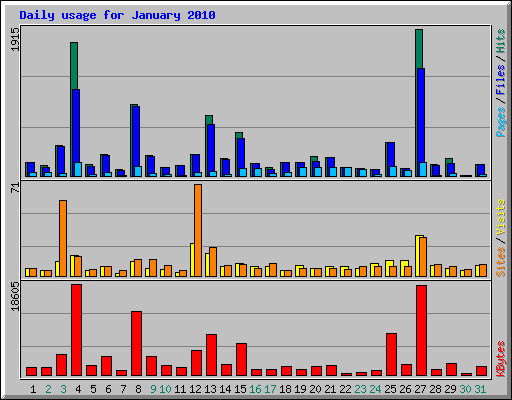 Daily usage for January 2010
1915
Pages / Files / Hits
71
Sites / Visits
18605
KBytes
1 2 3 4 5 6 7 8 9 10 11 12 13 14 15 16 17 18 19 20 21 22 23 24 25 26 27 28 29 30 31